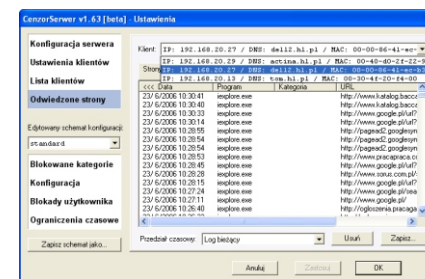 CenzorSerwer v1.63 [beta] - Ustawienia
Konfiguracja serwera
Ustawienia klientów
Lista klientów
Odwiedzone strony
Edytowany schemat konfiguracji:
standard
Blokowane kategorie
Konfiguracja
Blokady użytkownika
Ograniczenia czasowe
Zapisz schemat jako...
Klient: IP: 192.168.20.27 / DNS: dell2.hl.pl / MAC: 00-00-86-41-ec-
IP: 192.168.20.29 / DNS: actina.hl.pl / MAC: 00-40-d0-2f-22-9
Strony IP: 192.168.20.27 / DNS: dell2.hl.pl / MAC: 00-00-86-41-ec-b3
IP: 192.168.20.13 / DNS: tom.hl.pl / MAC: 00-30-4f-20-f4-00
<<< Data Program Kategoria URL
23/ 6/2006 10:30:41 iexplore.exe http://www.katalog.bacca
23/ 6/2006 10:30:40 iexplore.exe http://www.katalog.bacca
23/ 6/2006 10:30:33 iexplore.exe http://www.google.pl/url?
23/ 6/2006 10:30:14 iexplore.exe http://www.google.pl/url?
23/ 6/2006 10:28:55 iexplore.exe http://pagead2.googlesyn
23/ 6/2006 10:28:54 iexplore.exe http://pagead2.googlesyn
23/ 6/2006 10:28:54 iexplore.exe http://pagead2.googlesyn
23/ 6/2006 10:28:53 iexplore.exe http://www.pracapraca.c
23/ 6/2006 10:28:45 iexplore.exe http://www.google.pl/url?
23/ 6/2006 10:28:28 iexplore.exe http://www.sorus.com.pl/
23/ 6/2006 10:28:15 iexplore.exe http://www.google.pl/url?
23/ 6/2006 10:27:24 iexplore.exe http://www.google.pl/sea
23/ 6/2006 10:27:11 iexplore.exe http://www.google.pl/
23/ 6/2006 10:26:40 iexplore.exe http://ogloszenia.pracaga
Przedział czasowy: Log bieżący Usuń Zapisz...
Anuluj Zastosuj OK